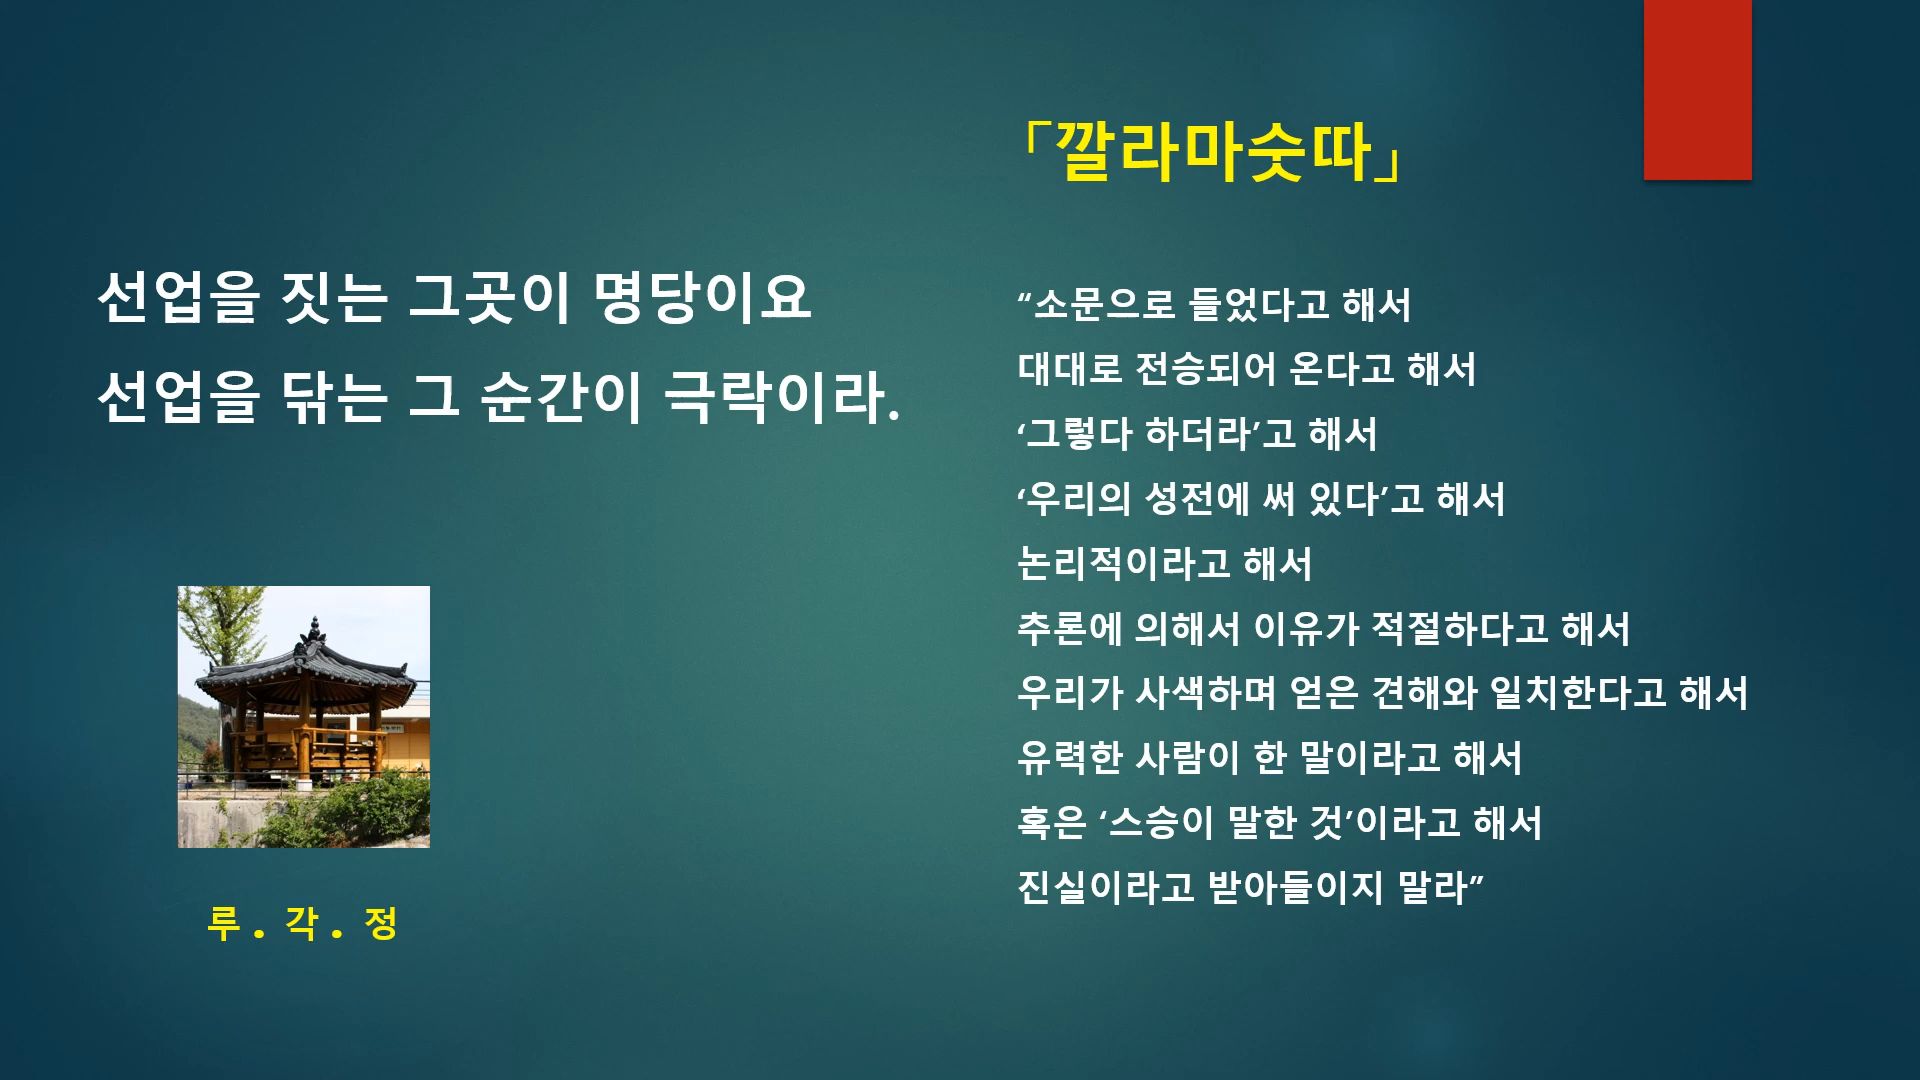 선업을 짓는 그곳이 명당이요
선업을 닦는 그 순간이 극락이라.
루 . 각 . 정
「깔라마숫따」
“소문으로 들었다고 해서
대대로 전승되어 온다고 해서
‘그렇다 하더라’고 해서
‘우리의 성전에 써 있다’고 해서
논리적이라고 해서
추론에 의해서 이유가 적절하다고 해서
우리가 사색하며 얻은 견해와 일치한다고 해서
유력한 사람이 한 말이라고 해서
혹은 ‘스승이 말한 것’이라고 해서
진실이라고 받아들이지 말라”